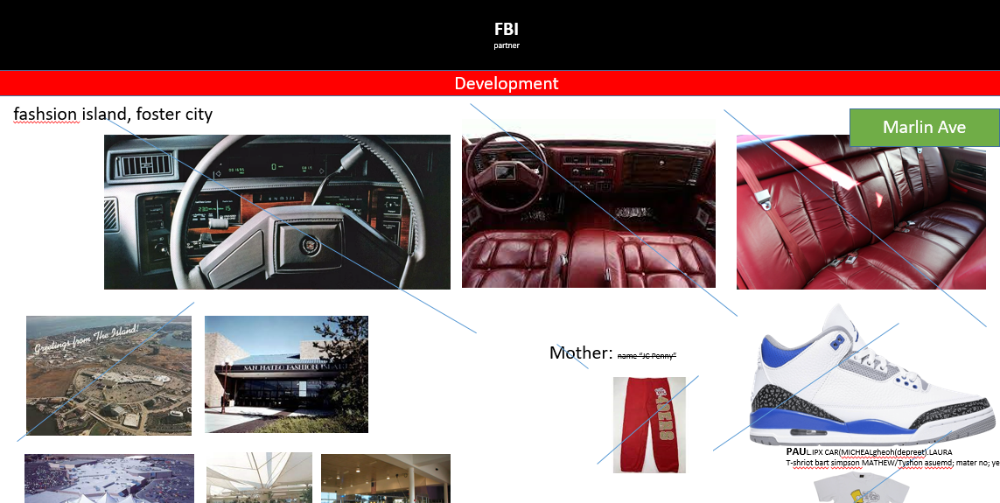 FBI
partner
Development
fashsion island, foster city
Marlin Ave
Greetings from The Island!
SAN MATEO FASHION ISLAND
Mother: name "JC Penny"
49ERS
PAUL.IPX CAR(MICHEALgheoh(depreet).LAURA
T-shriot bart simpson MATHEW/Tyshon asuemd; mater no; ye